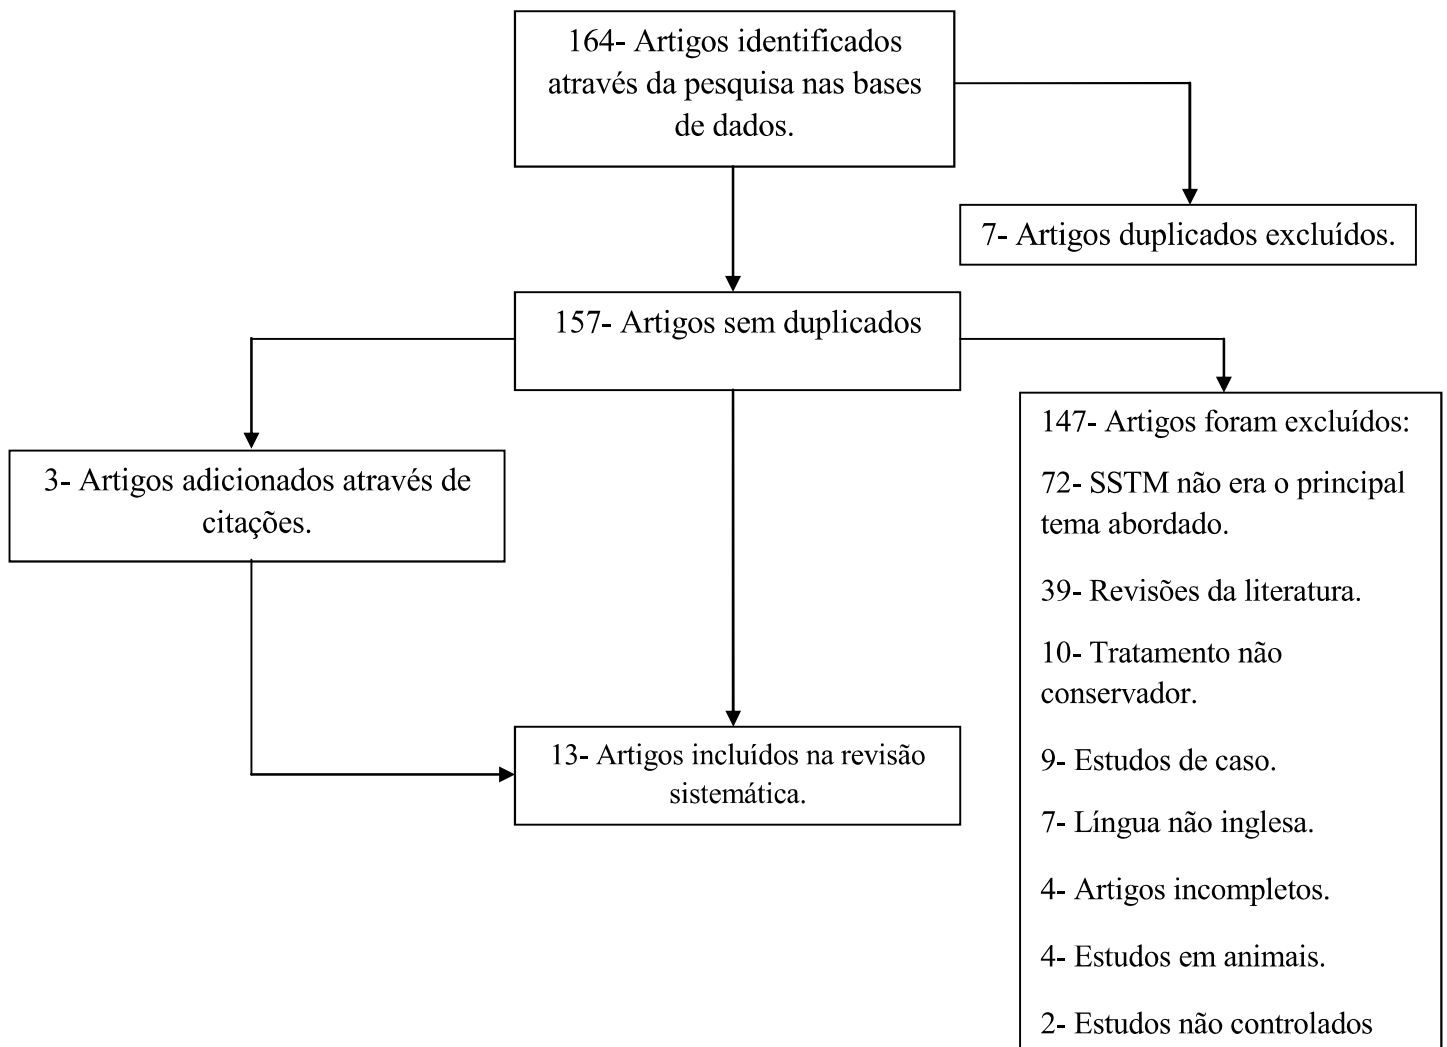 164- Artigos identificados
através da pesquisa nas bases
de dados.
7- Artigos duplicados excluídos.
157- Artigos sem duplicados
3- Artigos adicionados através de
citações.
147- Artigos foram excluídos:
72- SSTM não era o principal
tema abordado.
39- Revisões da literatura.
10- Tratamento não
conservador.
9- Estudos de caso.
7- Língua não inglesa.
4- Artigos incompletos.
4- Estudos em animais.
2- Estudos não controlados
13- Artigos incluídos na revisão
sistemática.